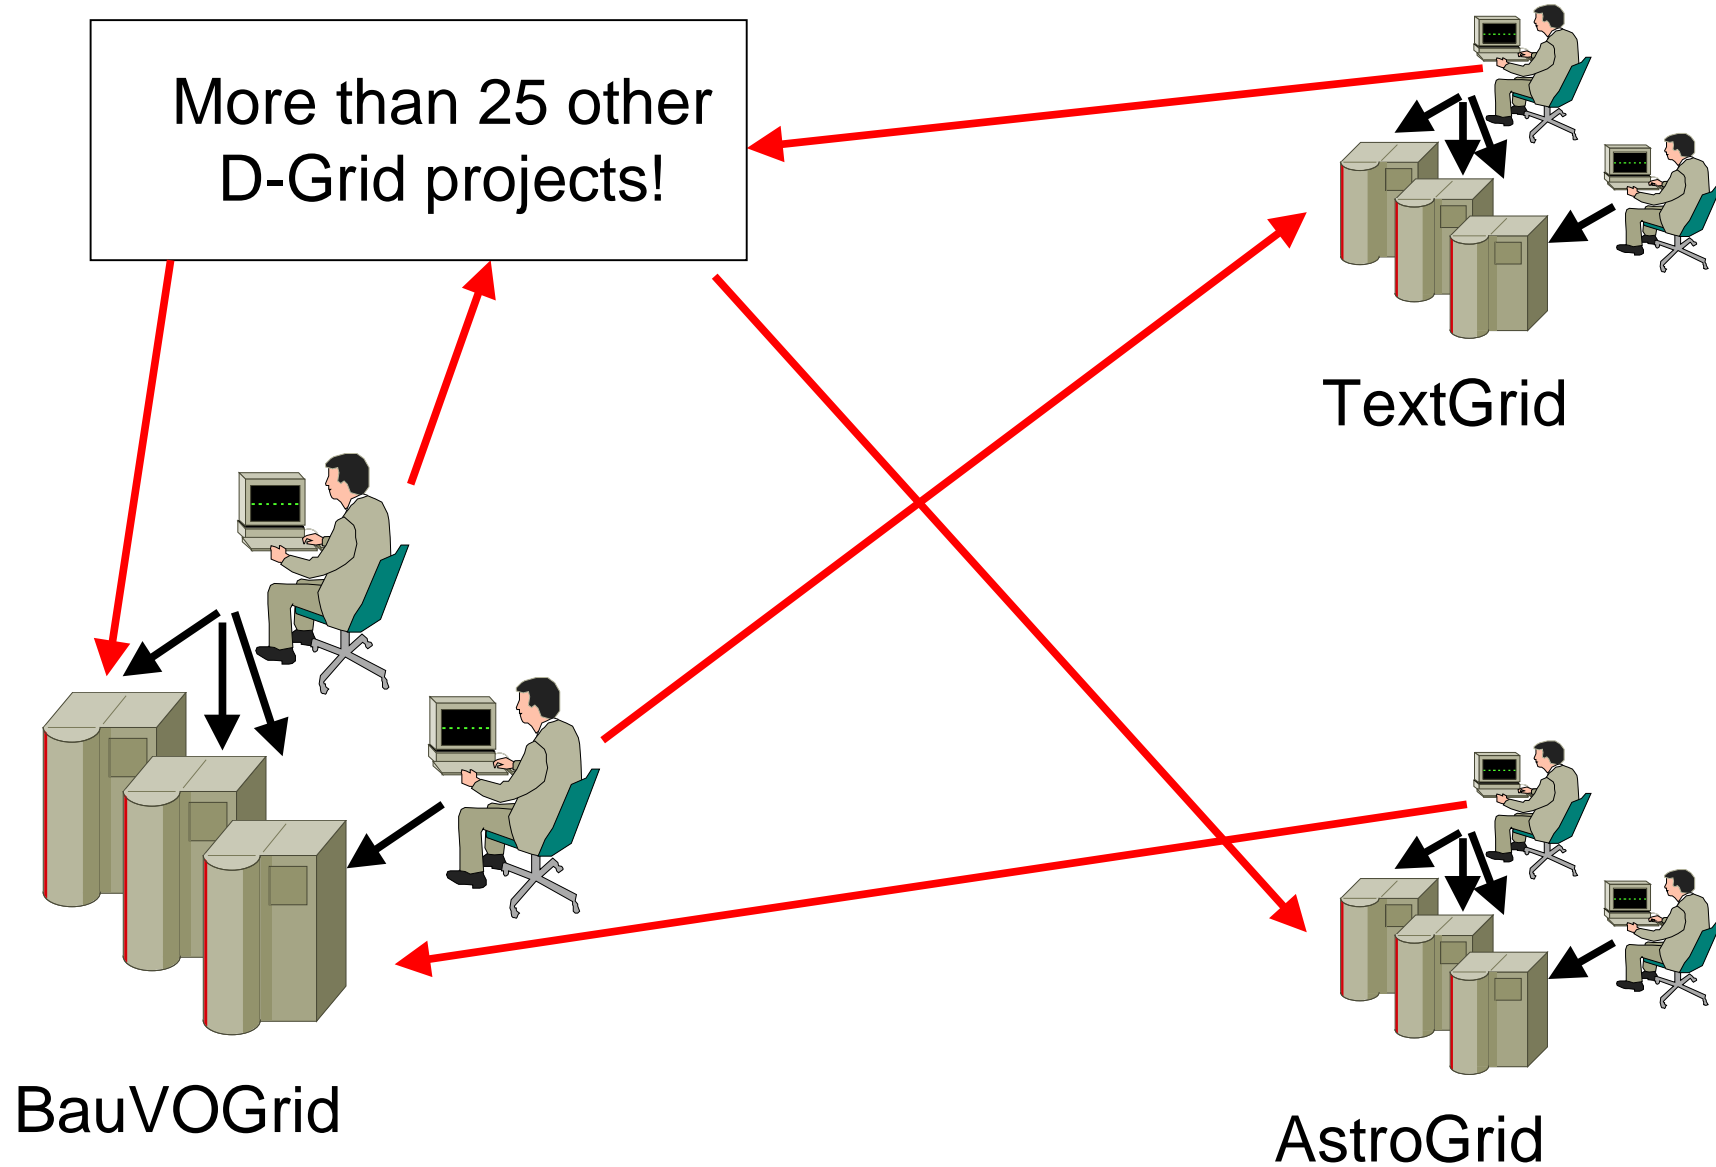 More than 25 other
D-Grid projects!
TextGrid
BauVOGrid
AstroGrid